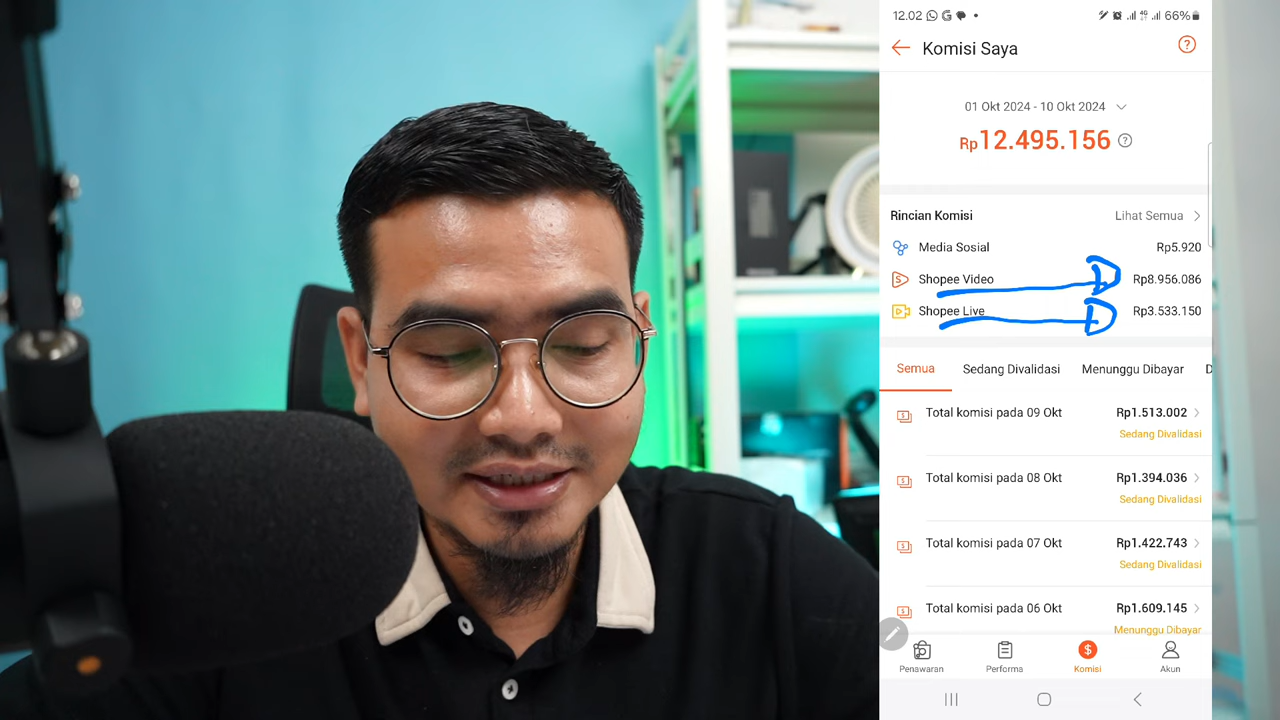 12.02
4G
66%
Komisi Saya
?
01 Okt 2024 - 10 Okt 2024
Rp12.495.156 ?
Rincian Komisi Lihat Semua
Media Sosial Rp5.920
Shopee Video Rp8.956.086
Shopee Live Rp3.533.150
Semua Sedang Divalidasi Menunggu Dibayar D
Total komisi pada 09 Okt Rp1.513.002
Sedang Divalidasi
Total komisi pada 08 Okt Rp1.394.036
Sedang Divalidasi
Total komisi pada 07 Okt Rp1.422.743
Sedang Divalidasi
Total komisi pada 06 Okt Rp1.609.145
Menunggu Dibayar
Penawaran Performa Komisi Akun